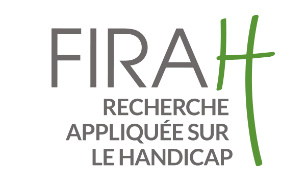 FIRAH
RECHERCHE
APPLIQUÉE SUR
LE HANDICAP